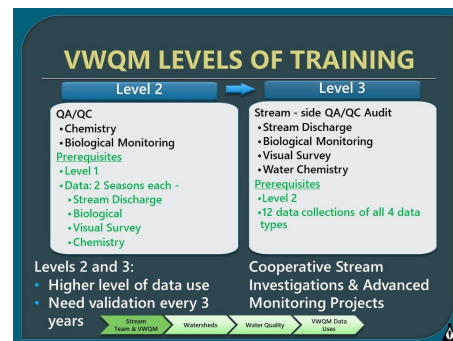 VWQM LEVELS OF TRAINING
Level 2
QA/QC
•Chemistry
•Biological Monitoring
Prerequisites
•Level 1
•Data: 2 Seasons each -
•Stream Discharge
•Biological
•Visual Survey
•Chemistry
Level 3
Stream - side QA/QC Audit
•Stream Discharge
•Biological Monitoring
•Visual Survey
•Water Chemistry
Prerequisites
•Level 2
•12 data collections of all 4 data
types
Levels 2 and 3:
• Higher level of data use
• Need validation every 3
years
Cooperative Stream
Investigations & Advanced
Monitoring Projects
Stream
Team & VWQM
Watersheds
Water Quality
VWQM Data
Uses